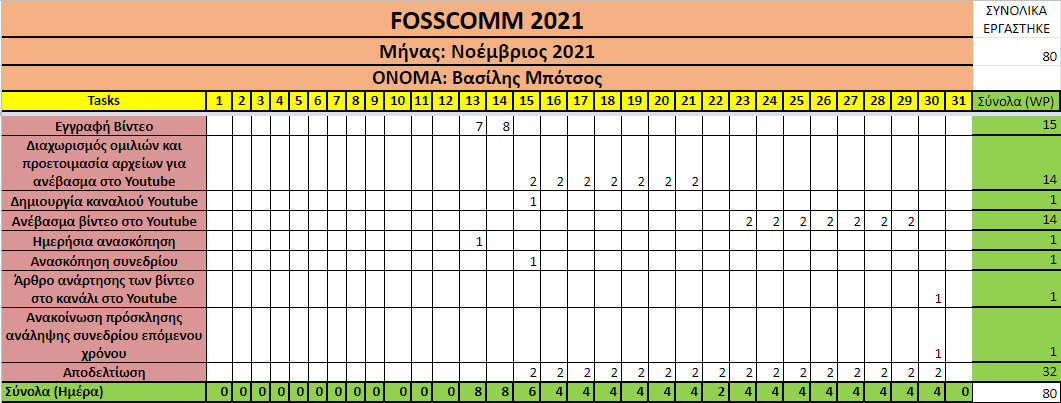 FOSSCOMM 2021
ΣΥΝΟΛΙΚΑ
ΕΡΓΑΣΤΗΚΕ
Μήνας: Νοέμβριος 2021
80
ΟΝΟΜΑ: Βασίλης Μπότσος
Tasks 1 2 3 4 5 6 7 8 9 10 11 12 13 14 15 16 17 18 19 20 21 22 23 24 25 26 27 28 29 30 31 Σύνολα (WP)
Εγγραφή Βίντεο 7 8 15
Διαχωρισμός ομιλιών και
προετοιμασία αρχείων για
ανέβασμα στο Youtube 2 2 2 2 2 2 2 14
Δημιουργία καναλιού Youtube 1 1
Ανέβασμα βίντεο στο Youtube 2 2 2 2 2 2 2 14
Ημερήσια ανασκόπηση 1 1
Ανασκόπηση συνεδρίου 1 1
Άρθρο ανάρτησης των βίντεο
στο κανάλι στο Youtube 1 1
Ανακοίνωση πρόσκλησης
ανάληψης συνεδρίου επόμενου
χρόνου 1 1
Αποδελτίωση 2 2 2 2 2 2 2 2 2 2 2 2 2 2 2 2 32
Σύνολα (Ημέρα) 0 0 0 0 0 0 0 0 0 0 0 0 8 8 6 4 4 4 4 4 4 2 4 4 4 4 4 4 4 4 0 80